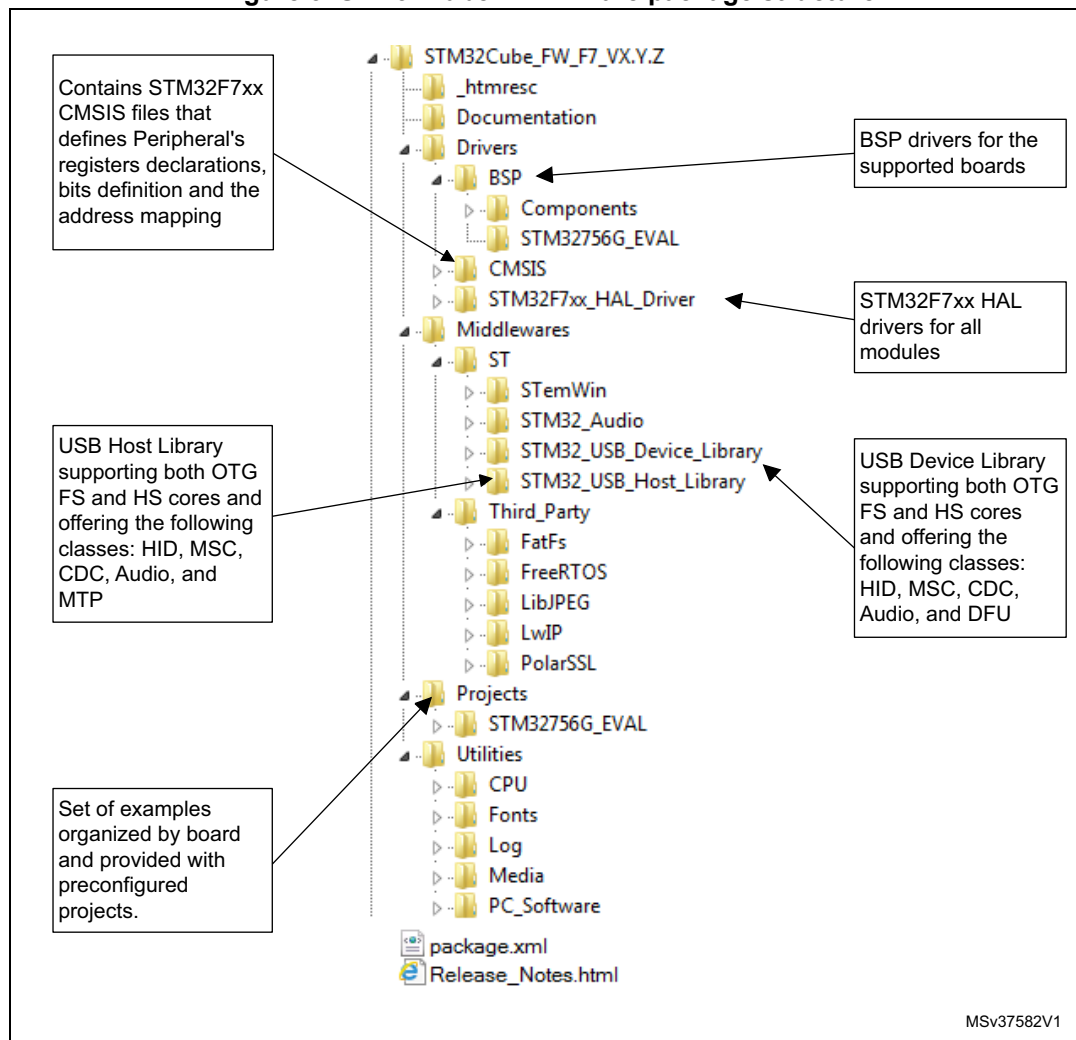 Contains STM32F7xx
CMSIS files that
defines Peripheral's
registers declarations,
bits definition and the
address mapping
USB Host Library
supporting both OTG
FS and HS cores and
offering the following
classes: HID, MSC,
CDC, Audio, and
MTP
Set of examples
organized by board
and provided with
preconfigured
projects.
STM32Cube_FW_F7_VX.Y.Z
_htmresc
Documentation
Drivers
BSP
Components
STM32756G_EVAL
CMSIS
STM32F7xx_HAL_Driver
Middlewares
ST
STemWin
STM32_Audio
STM32_USB_Device_Library
STM32_USB_Host_Library
Third_Party
FatFs
FreeRTOS
LibJPEG
LwIP
PolarSSL
Projects
STM32756G_EVAL
Utilities
CPU
Fonts
Log
Media
PC_Software
package.xml
Release_Notes.html
BSP drivers for the
supported boards
STM32F7xx HAL
drivers for all
modules
USB Device Library
supporting both OTG
FS and HS cores
and offering the
following classes:
HID, MSC, CDC,
Audio, and DFU
MSv37582V1